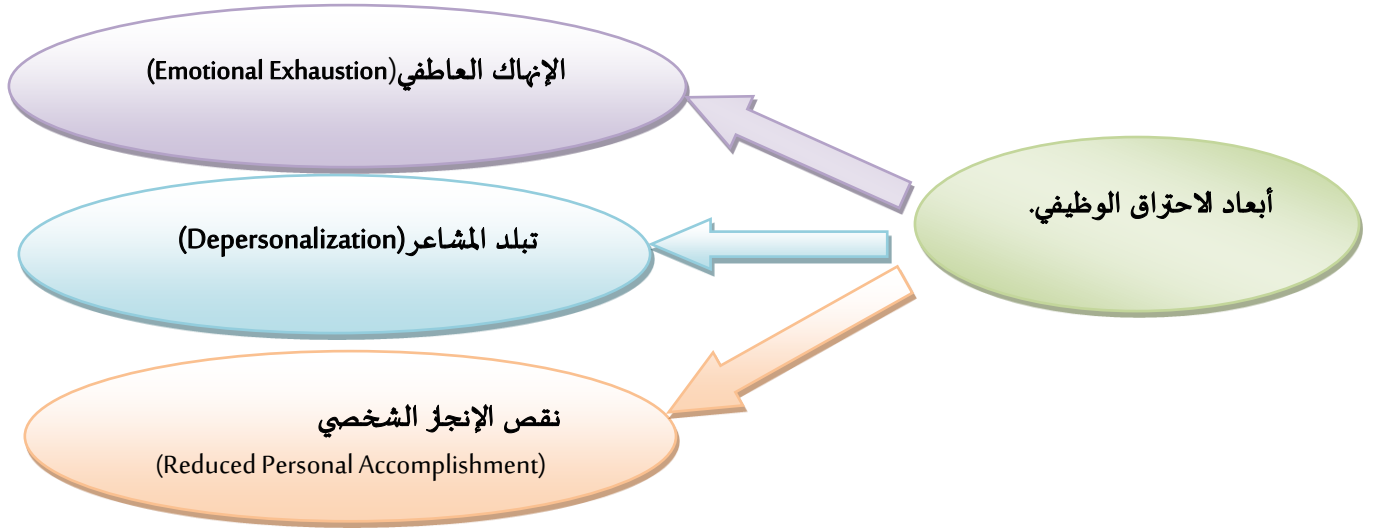 أبعاد الاحتراق الوظيفي.
الإنهاك العاطفي(Emotional Exhaustion)
تبلد المشاعر(Depersonalization)
نقص الإنجاز الشخصي
(Reduced Personal Accomplishment)